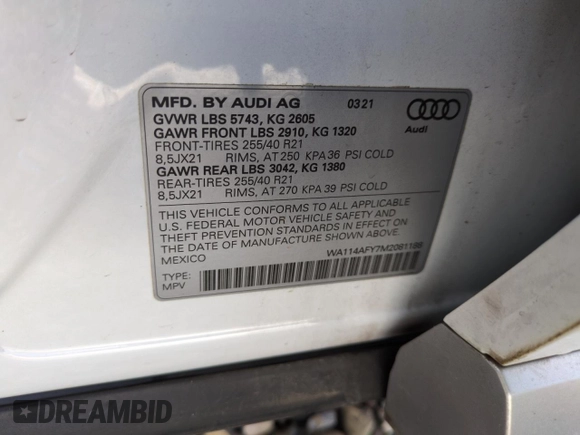 MFD. BY AUDI AG 03 21
GVWR LBS 5743, KG 2605
GAWR FRONT LBS 2910, KG 1320
FRONT-TIRES 255/40 R21
8,5JX21 RIMS, AT 250 KPA 36 PSI COLD
GAWR REAR LBS 3042, KG 1380
REAR-TIRES 255/40 R21
8,5JX21 RIMS, AT 270 KPA 39 PSI COLD
THIS VEHICLE CONFORMS TO ALL APPLICABLE
U.S. FEDERAL MOTOR VEHICLE SAFETY AND
THEFT PREVENTION STANDARDS IN EFFECT ON
THE DATE OF MANUFACTURE SHOWN ABOVE.
MEXICO
WA114AFY7M2081188
TYPE:
MPV
Audi
DREAMBID